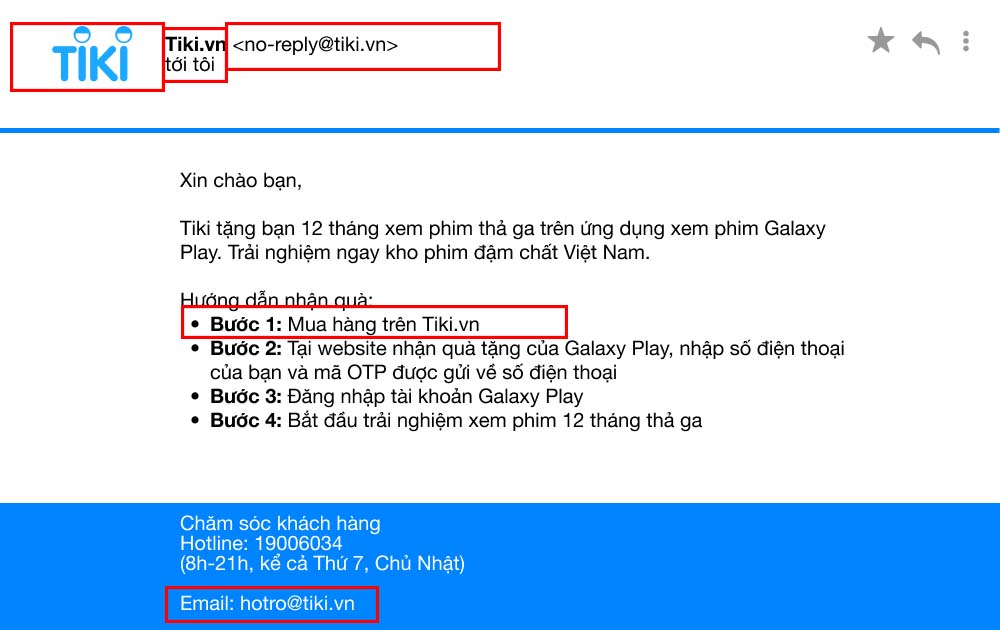 TIKI
Tiki.vn <no-reply@tiki.vn>
tới tôi
Xin chào bạn,
Tiki tặng bạn 12 tháng xem phim thả ga trên ứng dụng xem phim Galaxy
Play. Trải nghiệm ngay kho phim đậm chất Việt Nam.
Hướng dẫn nhận quà:
• Bước 1: Mua hàng trên Tiki.vn
• Bước 2: Tại website nhận quà tặng của Galaxy Play, nhập số điện thoại
của bạn và mã OTP được gửi về số điện thoại
• Bước 3: Đăng nhập tài khoản Galaxy Play
• Bước 4: Bắt đầu trải nghiệm xem phim 12 tháng thả ga
Chăm sóc khách hàng
Hotline: 19006034
(8h-21h, kể cả Thứ 7, Chủ Nhật)
Email: hotro@tiki.vn